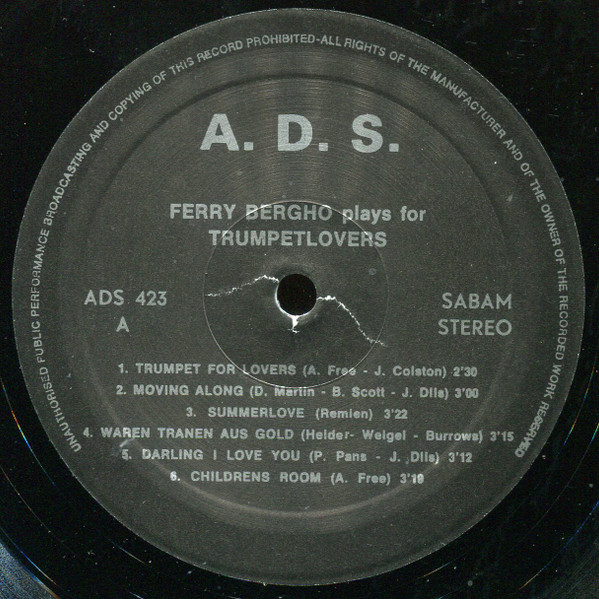 UNAUTHORISED PUBLIC PERFORMANCE BROADCASTING AND COPYING OF THIS RECORD PROHIBITED-ALL RIGHTS OF THE MANUFACTURER AND OF THE OWNER OF THE RECORDED WORK RESERVED
A. D. S.
FERRY BERGHO plays for
TRUMPETLOVERS
ADS 423
A
SABAM
STEREO
1. TRUMPET FOR LOVERS (A. Free - J. Colston) 2'30
2. MOVING ALONG (D. Martin - B. Scott - J. Dils) 3'00
3. SUMMERLOVE (Remien) 3'22
4. WAREN TRANEN AUS GOLD (Helder- Weigel - Burrows) 3'15
5. DARLING I LOVE YOU (P. Pans - J. Dils) 3'12
6. CHILDRENS ROOM (A. Free) 3'19